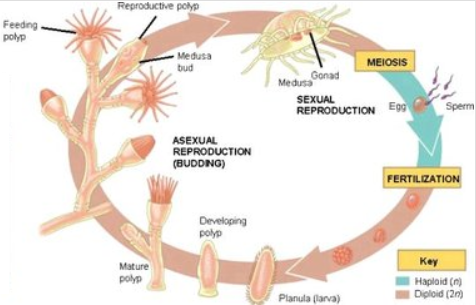 Reproductive polyp
Feeding
polyp
Medusa
bud
Gonad
Medusa
MEIOSIS
SEXUAL
REPRODUCTION
Egg
Sperm
ASEXUAL
REPRODUCTION
(BUDDING)
FERTILIZATION
Developing
polyp
Mature
polyp
Planula (larva)
Key
Haploid (n)
Diploid (2n)